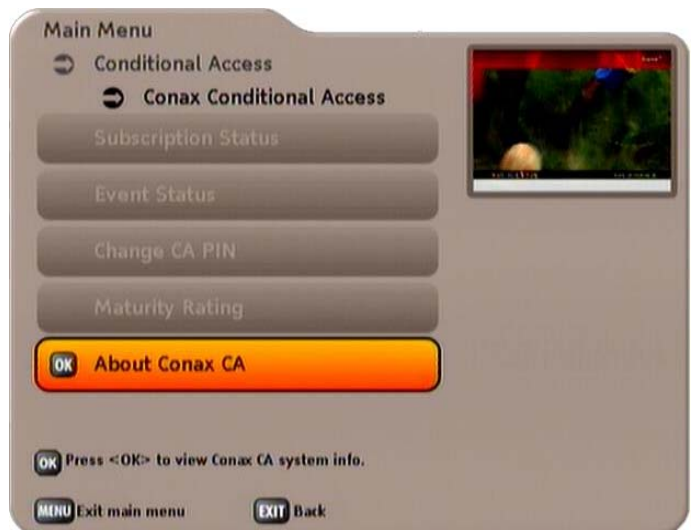 Main Menu
Conditional Access
Conax Conditional Access
Subscription Status
Event Status
Change CA PIN
Maturity Rating
OK About Conax CA
OK Press <OK> to view Conax CA system info.
MENU Exit main menu EXIT Back